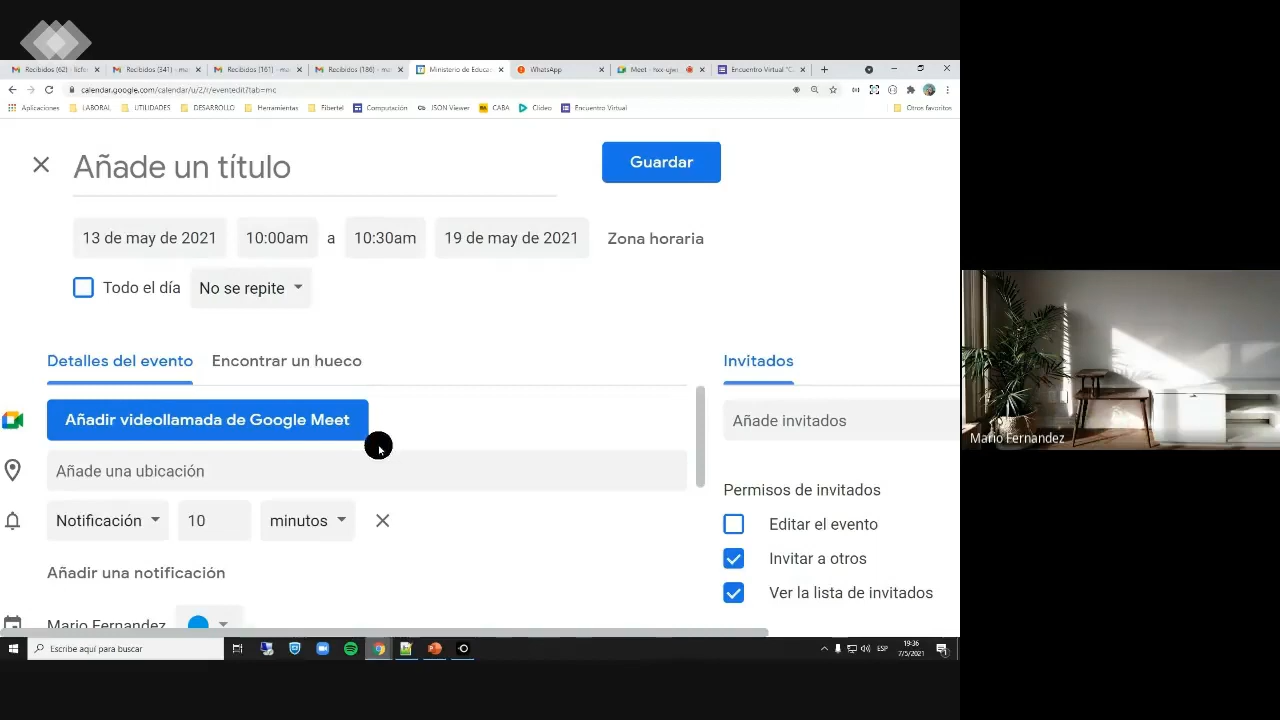 Recibidos (62) - licfer
Recibidos (341) - ma
Recibidos (161) - ma
Recibidos (186) - ma
Ministerio de Educac
WhatsApp
Encuentro Virtual "C
calendar.google.com/calendar/u/2/r/eventedit?tab=mc
Aplicaciones
LABORAL
UTILIDADES
DESARROLLO
Herramientas
Fibertel
Computación
JSON Viewer
CABA
Clideo
Encuentro Virtual
Otros favoritos
Añade un título
Guardar
13 de may de 2021 10:00am a 10:30am 19 de may de 2021 Zona horaria
Todo el día No se repite
Detalles del evento Encontrar un hueco Invitados
Añadir videollamada de Google Meet
Añade invitados
Añade una ubicación
Permisos de invitados
Notificación 10 minutos
Editar el evento
Invitar a otros
Añadir una notificación
Ver la lista de invitados
Mario Fernandez
Mario Fernandez
Escribe aquí para buscar
ESP
19:36
7/5/2021